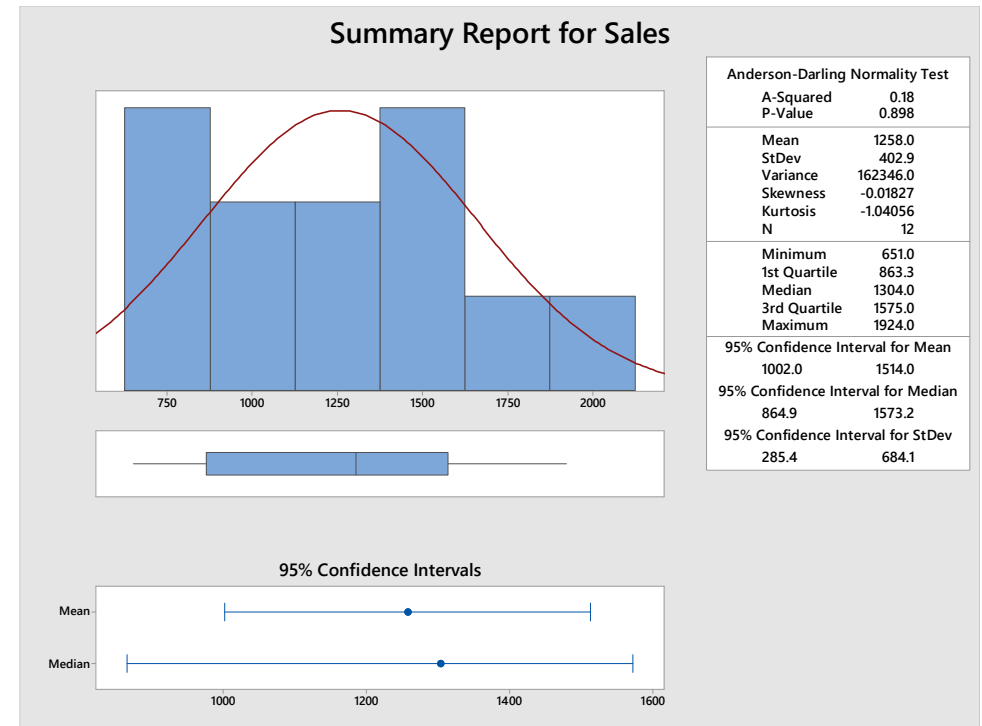 Summary Report for Sales
Anderson-Darling Normality Test
A-Squared 0.18
P-Value 0.898
Mean 1258.0
StDev 402.9
Variance 162346.0
Skewness -0.01827
Kurtosis -1.04056
N 12
Minimum 651.0
1st Quartile 863.3
Median 1304.0
3rd Quartile 1575.0
Maximum 1924.0
95% Confidence Interval for Mean
1002.0 1514.0
95% Confidence Interval for Median
864.9 1573.2
95% Confidence Interval for StDev
285.4 684.1
750 1000 1250 1500 1750 2000
95% Confidence Intervals
Mean
Median
1000 1200 1400 1600